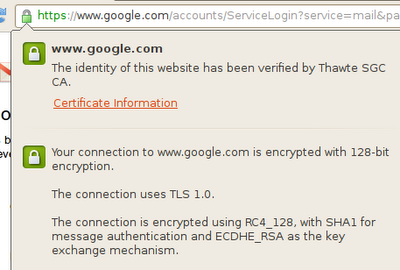 https://www.google.com/accounts/ServiceLogin?service=mail&pa
www.google.com
The identity of this website has been verified by Thawte SGC
CA.
Certificate Information
Your connection to www.google.com is encrypted with 128-bit
encryption.
The connection uses TLS 1.0.
The connection is encrypted using RC4_128, with SHA1 for
message authentication and ECDHE_RSA as the key
exchange mechanism.